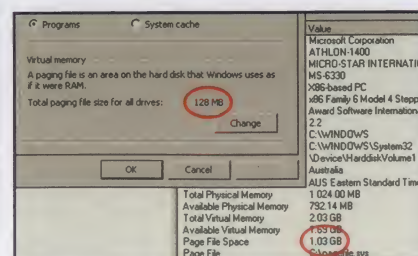 Programs
System cache
Virtual memory
A paging file is an area on the hard disk that Windows uses as
if it were RAM.
Total paging file size for all drives: 128 MB
Change
OK
Cancel
Value
Microsoft Corporation
ATHLON-1400
MICRO-STAR INTERNATI
MS-6330
X86-based PC
x86 Family 6 Model 4 Stepp
Award Software Internation
2.2
C:\WINDOWS
C:\WINDOWS\System32
\Device\HarddiskVolume1
Australia
AUS Eastern Standard Time
Total Physical Memory 1 024.00 MB
Available Physical Memory 792.14 MB
Total Virtual Memory 2.03 GB
Available Virtual Memory 1.69 GB
Page File Space 1.03 GB
Page File C:\pagefile.sys